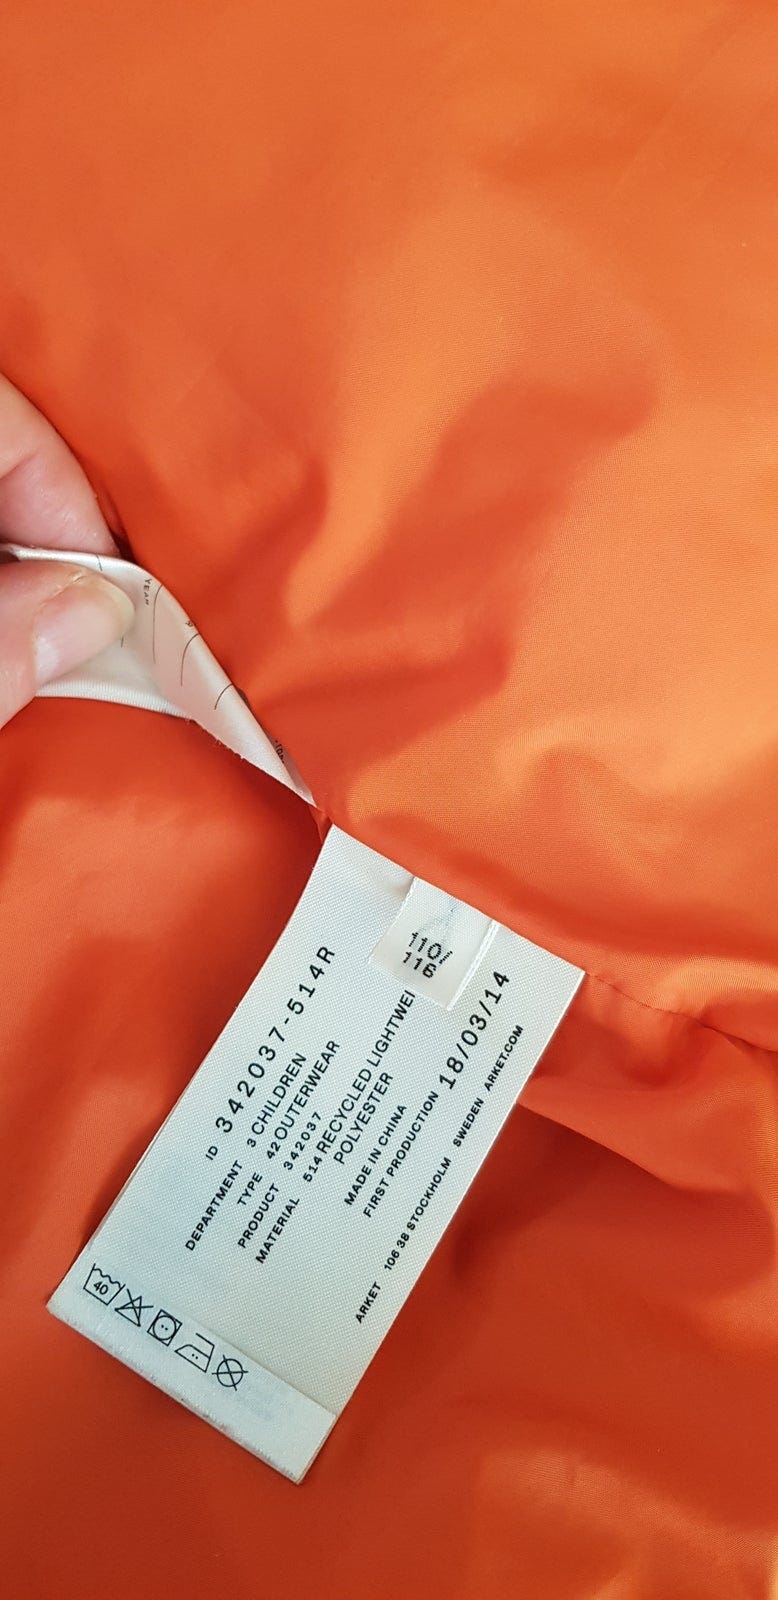 YEAR
110
116
ID 342037-514R
DEPARTMENT 3 CHILDREN
TYPE 42 OUTERWEAR
PRODUCT 342037
MATERIAL 514 RECYCLED LIGHTWEI
POLYESTER
MADE IN CHINA
FIRST PRODUCTION 18/03/14
ARKET 106 38 STOCKHOLM SWEDEN ARKET.COM
40